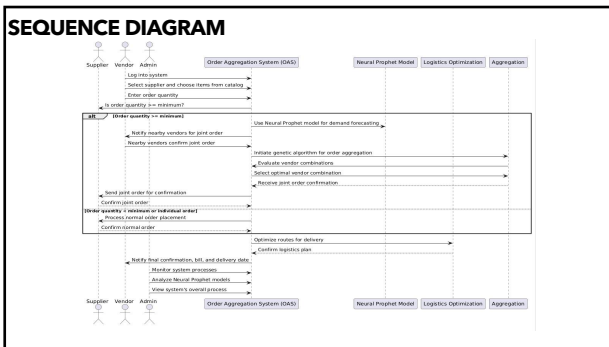 SEQUENCE DIAGRAM
Supplier Vendor Admin Order Aggregation System (OAS) Neural Prophet Model Logistics Optimization Aggregation
Log into system
Select supplier and choose items from catalog
Enter order quantity
Is order quantity >= minimum?
alt [Order quantity >= minimum]
Use Neural Prophet model for demand forecasting
Notify nearby vendors for joint order
Nearby vendors confirm joint order
Initiate genetic algorithm for order aggregation
Evaluate vendor combinations
Select optimal vendor combination
Receive joint order confirmation
Send joint order for confirmation
Confirm joint order
[Order quantity < minimum or individual order]
Process normal order placement
Confirm normal order
Optimize routes for delivery
Confirm logistics plan
Notify final confirmation, bill, and delivery date
Monitor system processes
Analyze Neural Prophet models
View system's overall process
Supplier Vendor Admin Order Aggregation System (OAS) Neural Prophet Model Logistics Optimization Aggregation